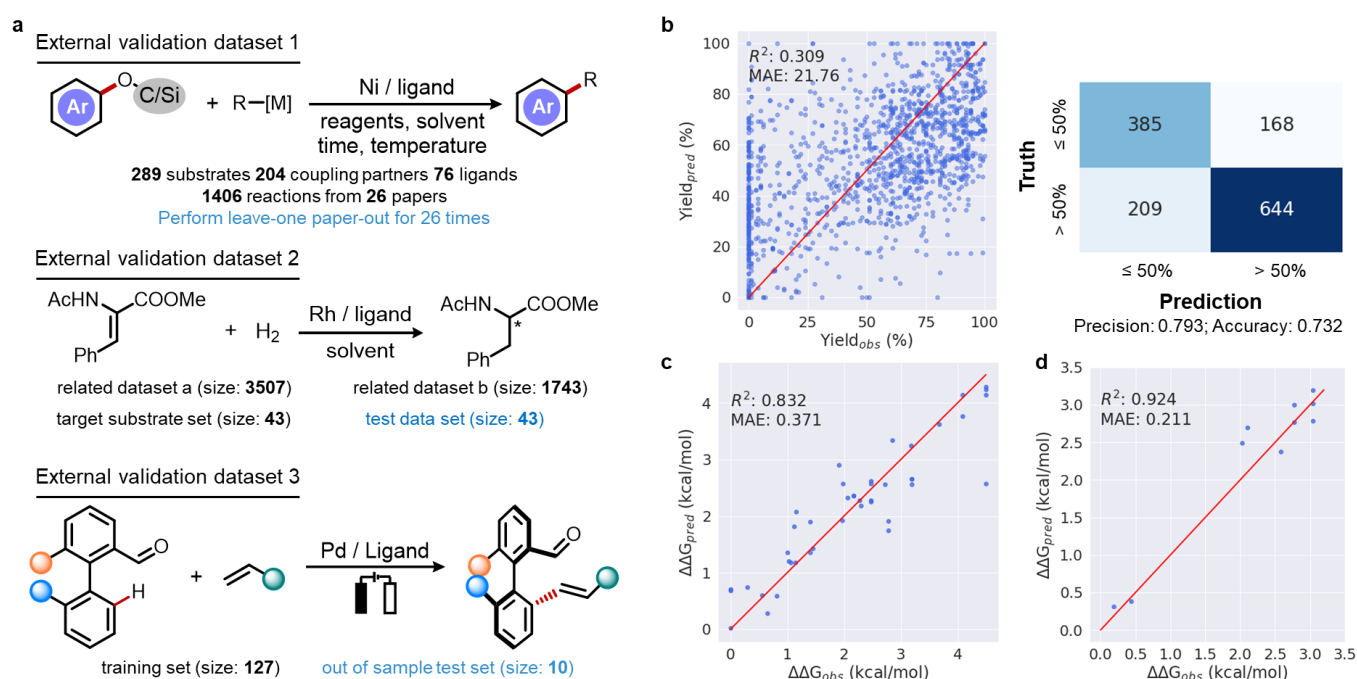 a
External validation dataset 1
Ar
O
C/Si
+
R–[M]
Ni / ligand
reagents, solvent
time, temperature
Ar
R
289 substrates 204 coupling partners 76 ligands
1406 reactions from 26 papers
Perform leave-one paper-out for 26 times
External validation dataset 2
AcHN
COOMe
Ph
+
H2
Rh / ligand
solvent
AcHN
COOMe
*
Ph
related dataset a (size: 3507)
related dataset b (size: 1743)
target substrate set (size: 43)
test data set (size: 43)
External validation dataset 3
O
H
+
Pd / Ligand
O
training set (size: 127)
out of sample test set (size: 10)
b
R²: 0.309
MAE: 21.76
Yield_pred (%)
100
80
60
40
20
0
0
25
50
75
100
Yield_obs (%)
Truth
≤ 50%
> 50%
385
168
209
644
≤ 50%
> 50%
Prediction
Precision: 0.793; Accuracy: 0.732
c
R²: 0.832
MAE: 0.371
ΔΔG_pred (kcal/mol)
4
3
2
1
0
0
1
2
3
4
ΔΔG_obs (kcal/mol)
d
R²: 0.924
MAE: 0.211
ΔΔG_pred (kcal/mol)
3.5
3.0
2.5
2.0
1.5
1.0
0.5
0.0
0.0
0.5
1.0
1.5
2.0
2.5
3.0
3.5
ΔΔG_obs (kcal/mol)